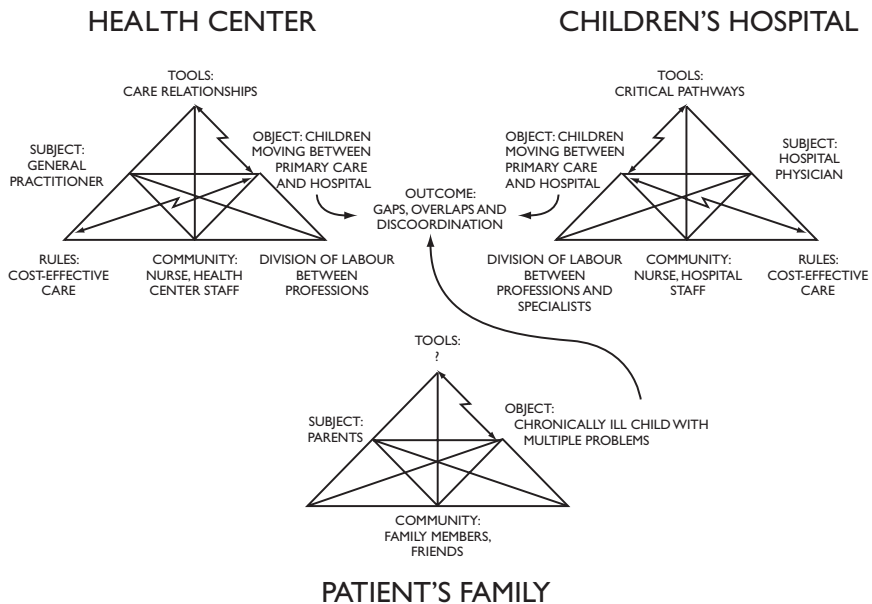 HEALTH CENTER
CHILDREN'S HOSPITAL
TOOLS:
CARE RELATIONSHIPS
SUBJECT:
GENERAL
PRACTITIONER
OBJECT: CHILDREN
MOVING BETWEEN
PRIMARY CARE
AND HOSPITAL
RULES:
COST-EFFECTIVE
CARE
COMMUNITY:
NURSE, HEALTH
CENTER STAFF
DIVISION OF LABOUR
BETWEEN
PROFESSIONS
OUTCOME:
GAPS, OVERLAPS AND
DISCOORDINATION
TOOLS:
CRITICAL PATHWAYS
OBJECT: CHILDREN
MOVING BETWEEN
PRIMARY CARE
AND HOSPITAL
SUBJECT:
HOSPITAL
PHYSICIAN
DIVISION OF LABOUR
BETWEEN
PROFESSIONS AND
SPECIALISTS
COMMUNITY:
NURSE, HOSPITAL
STAFF
RULES:
COST-EFFECTIVE
CARE
TOOLS:
?
SUBJECT:
PARENTS
OBJECT:
CHRONICALLY ILL CHILD WITH
MULTIPLE PROBLEMS
COMMUNITY:
FAMILY MEMBERS,
FRIENDS
PATIENT'S FAMILY